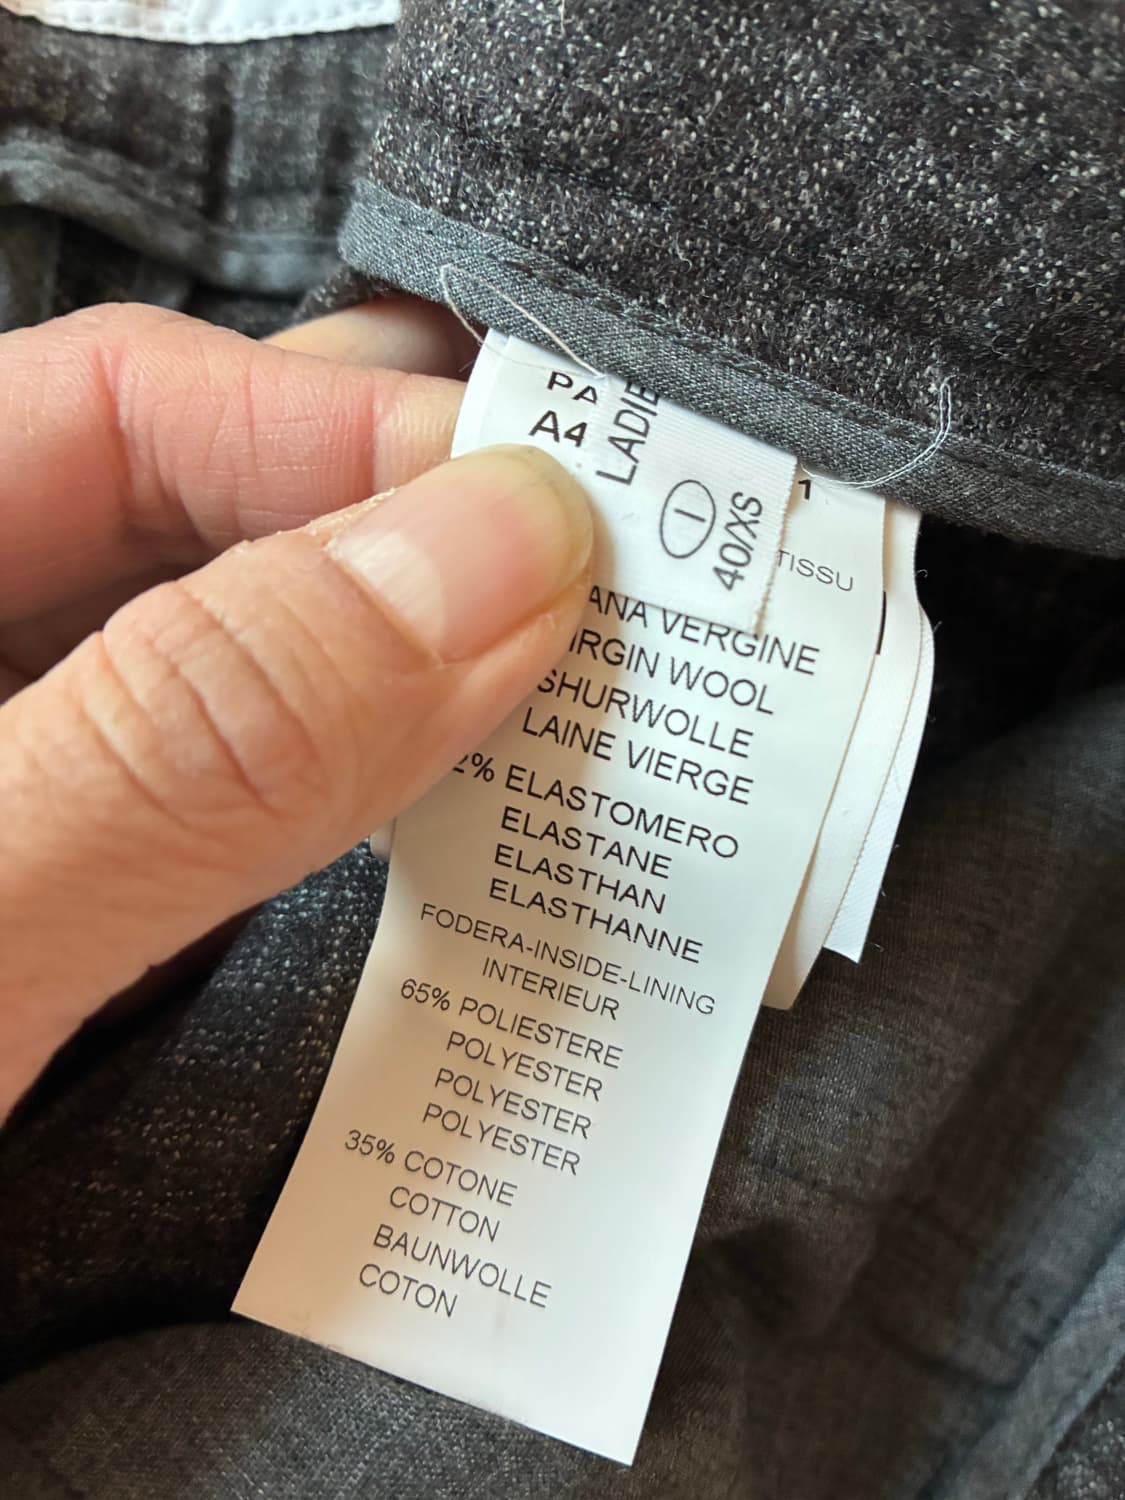 PA
A4
LADIE
I
40/XS
1
TISSU
ANA VERGINE
IRGIN WOOL
SHURWOLLE
LAINE VIERGE
2% ELASTOMERO
ELASTANE
ELASTHAN
ELASTHANNE
FODERA-INSIDE-LINING
INTERIEUR
65% POLIESTERE
POLYESTER
POLYESTER
POLYESTER
35% COTONE
COTTON
BAUNWOLLE
COTON